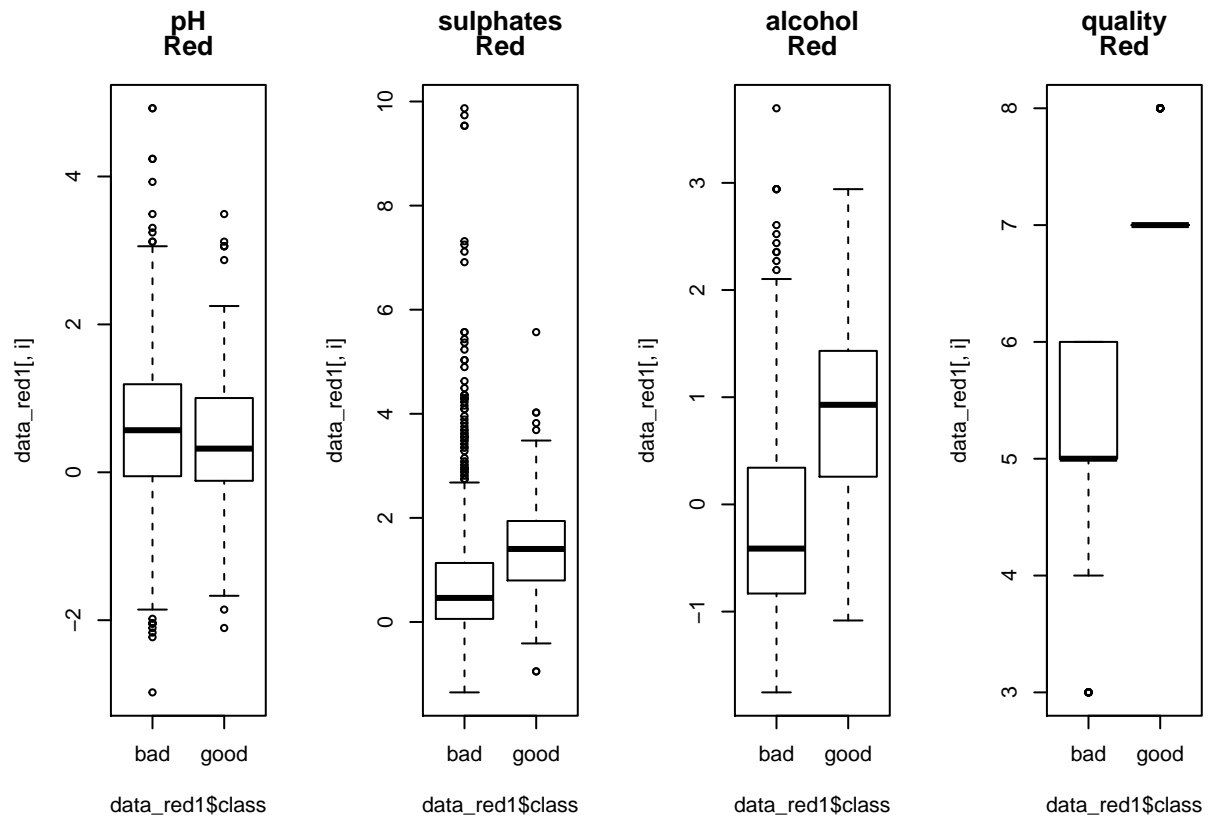 pH
Red
data_red1[, i]
4
2
0
−2
bad good
data_red1$class
sulphates
Red
data_red1[, i]
10
8
6
4
2
0
bad good
data_red1$class
alcohol
Red
data_red1[, i]
3
2
1
0
−1
bad good
data_red1$class
quality
Red
data_red1[, i]
8
7
6
5
4
3
bad good
data_red1$class